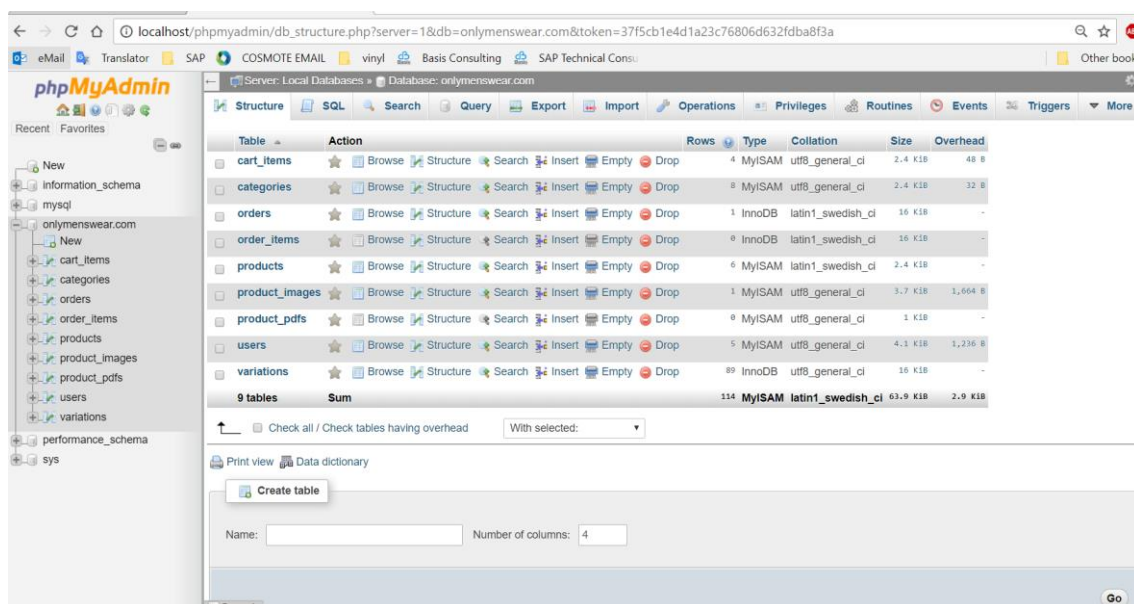 localhost/phpmyadmin/db_structure.php?server=1&db=onlymenswear.com&token=37f5cb1e4d1a23c76806d632fdba8f3a
eMail Translator SAP COSMOTE EMAIL vinyl Basis Consulting SAP Technical Consu Other book
phpMyAdmin
Recent Favorites
New
information_schema
mysql
onlymenswear.com
New
cart_items
categories
orders
order_items
products
product_images
product_pdfs
users
variations
performance_schema
sys
Server: Local Databases » Database: onlymenswear.com
Structure SQL Search Query Export Import Operations Privileges Routines Events Triggers More
Table Action Rows Type Collation Size Overhead
cart_items Browse Structure Search Insert Empty Drop 4 MyISAM utf8_general_ci 2.4 KiB 48 B
categories Browse Structure Search Insert Empty Drop 8 MyISAM utf8_general_ci 2.4 KiB 32 B
orders Browse Structure Search Insert Empty Drop 1 InnoDB latin1_swedish_ci 16 KiB -
order_items Browse Structure Search Insert Empty Drop 0 InnoDB latin1_swedish_ci 16 KiB -
products Browse Structure Search Insert Empty Drop 6 MyISAM latin1_swedish_ci 2.4 KiB -
product_images Browse Structure Search Insert Empty Drop 1 MyISAM utf8_general_ci 3.7 KiB 1,664 B
product_pdfs Browse Structure Search Insert Empty Drop 0 MyISAM utf8_general_ci 1 KiB -
users Browse Structure Search Insert Empty Drop 5 MyISAM utf8_general_ci 4.1 KiB 1,236 B
variations Browse Structure Search Insert Empty Drop 89 InnoDB utf8_general_ci 16 KiB -
9 tables Sum 114 MyISAM latin1_swedish_ci 63.9 KiB 2.9 KiB
Check all / Check tables having overhead With selected:
Print view Data dictionary
Create table
Name: Number of columns: 4
Go